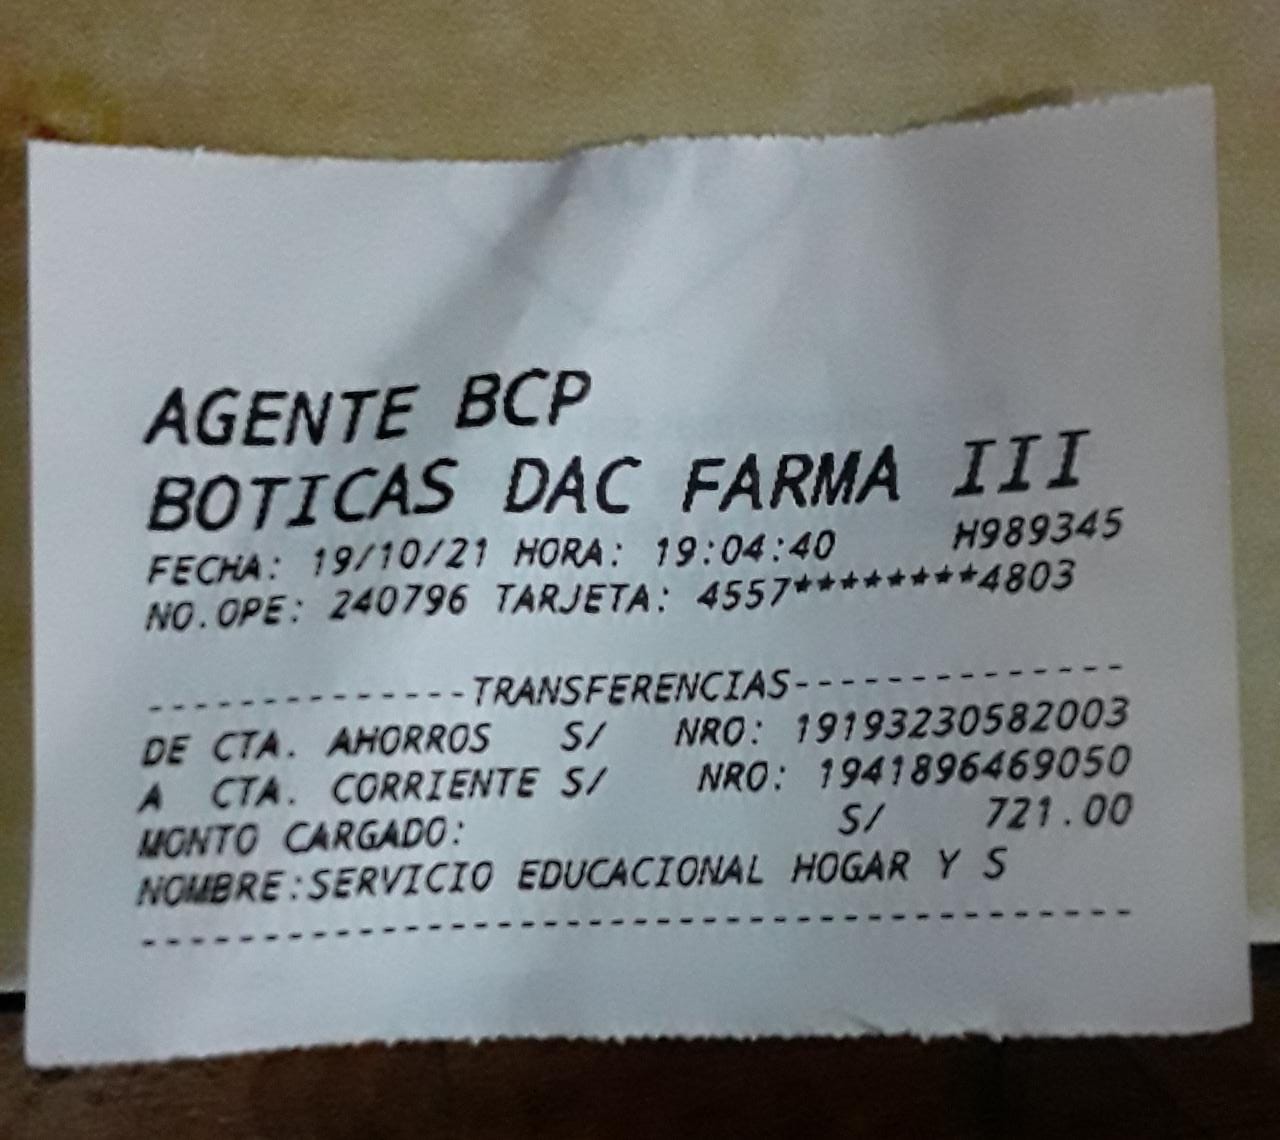 AGENTE BCP
BOTICAS DAC FARMA III
FECHA: 19/10/21 HORA: 19:04:40 H989345
NO.OPE: 240796 TARJETA: 4557********4803
--------------TRANSFERENCIAS--------------
DE CTA. AHORROS S/ NRO: 19193230582003
A CTA. CORRIENTE S/ NRO: 1941896469050
MONTO CARGADO: S/ 721.00
NOMBRE:SERVICIO EDUCACIONAL HOGAR Y S
------------------------------------------